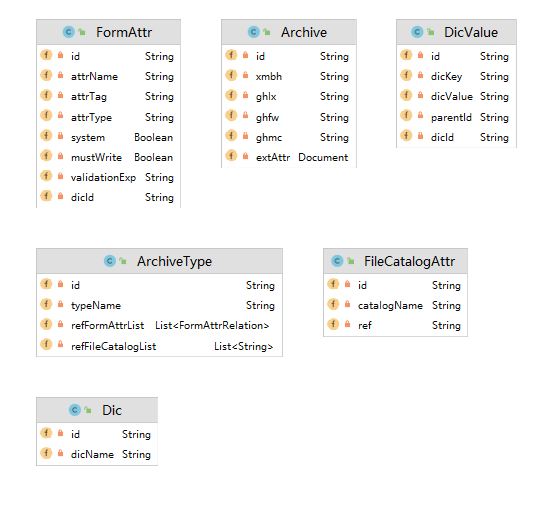 FormAttr
id String
attrName String
attrTag String
attrType String
system Boolean
mustWrite Boolean
validationExp String
dicId String
Archive
id String
xmbh String
ghlx String
ghfw String
ghmc String
extAttr Document
DicValue
id String
dicKey String
dicValue String
parentId String
dicId String
ArchiveType
id String
typeName String
refFormAttrList List<FormAttrRelation>
refFileCatalogList List<String>
FileCatalogAttr
id String
catalogName String
ref String
Dic
id String
dicName String